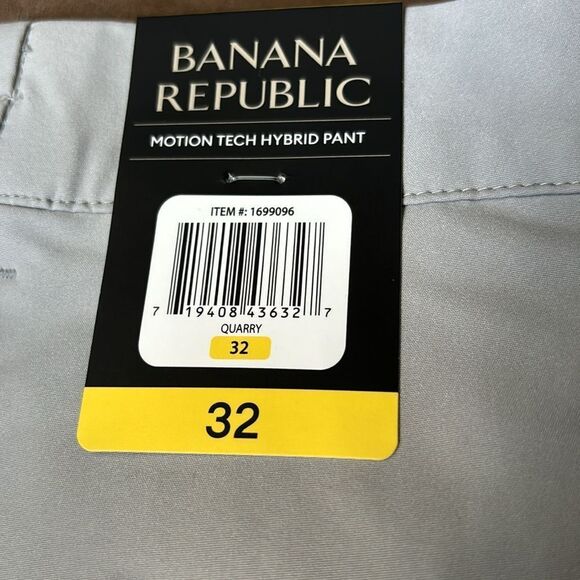 BANANA
REPUBLIC
MOTION TECH HYBRID PANT
ITEM #: 1699096
7 19408 43632 7
QUARRY
32
32